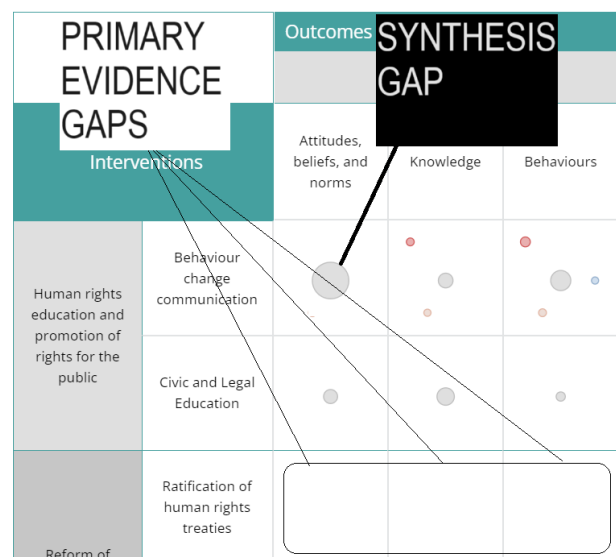 PRIMARY
EVIDENCE
GAPS
Outcomes
SYNTHESIS
GAP
Interventions
Attitudes,
beliefs, and
norms
Knowledge
Behaviours
Human rights
education and
promotion of
rights for the
public
Behaviour
change
communication
Civic and Legal
Education
Ratification of
human rights
treaties
Reform of